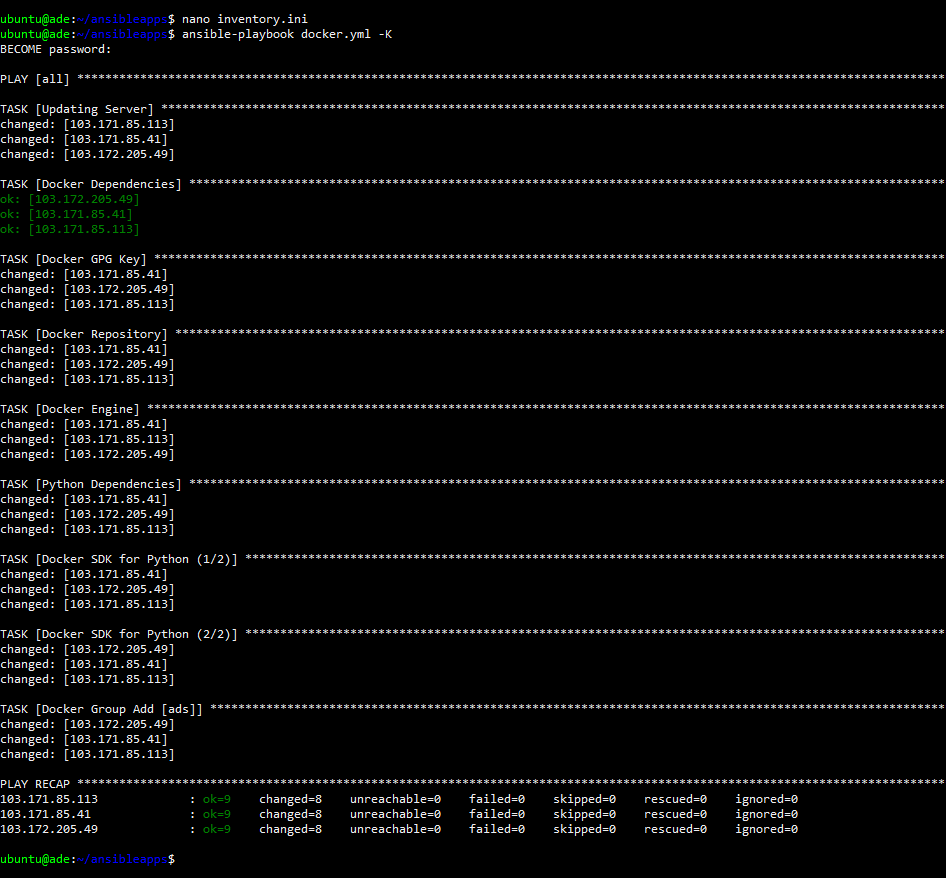 ubuntu@ade:~/ansibleapps$ nano inventory.ini
ubuntu@ade:~/ansibleapps$ ansible-playbook docker.yml -K
BECOME password:
PLAY [all] ****************************************************************************************************************************
TASK [Updating Server] ****************************************************************************************************************
changed: [103.171.85.113]
changed: [103.171.85.41]
changed: [103.172.205.49]
TASK [Docker Dependencies] ************************************************************************************************************
ok: [103.172.205.49]
ok: [103.171.85.41]
ok: [103.171.85.113]
TASK [Docker GPG Key] *****************************************************************************************************************
changed: [103.171.85.41]
changed: [103.172.205.49]
changed: [103.171.85.113]
TASK [Docker Repository] **************************************************************************************************************
changed: [103.171.85.41]
changed: [103.172.205.49]
changed: [103.171.85.113]
TASK [Docker Engine] ******************************************************************************************************************
changed: [103.171.85.41]
changed: [103.171.85.113]
changed: [103.172.205.49]
TASK [Python Dependencies] ************************************************************************************************************
changed: [103.171.85.41]
changed: [103.172.205.49]
changed: [103.171.85.113]
TASK [Docker SDK for Python (1/2)] ****************************************************************************************************
changed: [103.171.85.41]
changed: [103.172.205.49]
changed: [103.171.85.113]
TASK [Docker SDK for Python (2/2)] ****************************************************************************************************
changed: [103.172.205.49]
changed: [103.171.85.41]
changed: [103.171.85.113]
TASK [Docker Group Add [ads]] *********************************************************************************************************
changed: [103.172.205.49]
changed: [103.171.85.41]
changed: [103.171.85.113]
PLAY RECAP ****************************************************************************************************************************
103.171.85.113             : ok=9    changed=8    unreachable=0    failed=0    skipped=0    rescued=0    ignored=0
103.171.85.41              : ok=9    changed=8    unreachable=0    failed=0    skipped=0    rescued=0    ignored=0
103.172.205.49             : ok=9    changed=8    unreachable=0    failed=0    skipped=0    rescued=0    ignored=0
ubuntu@ade:~/ansibleapps$